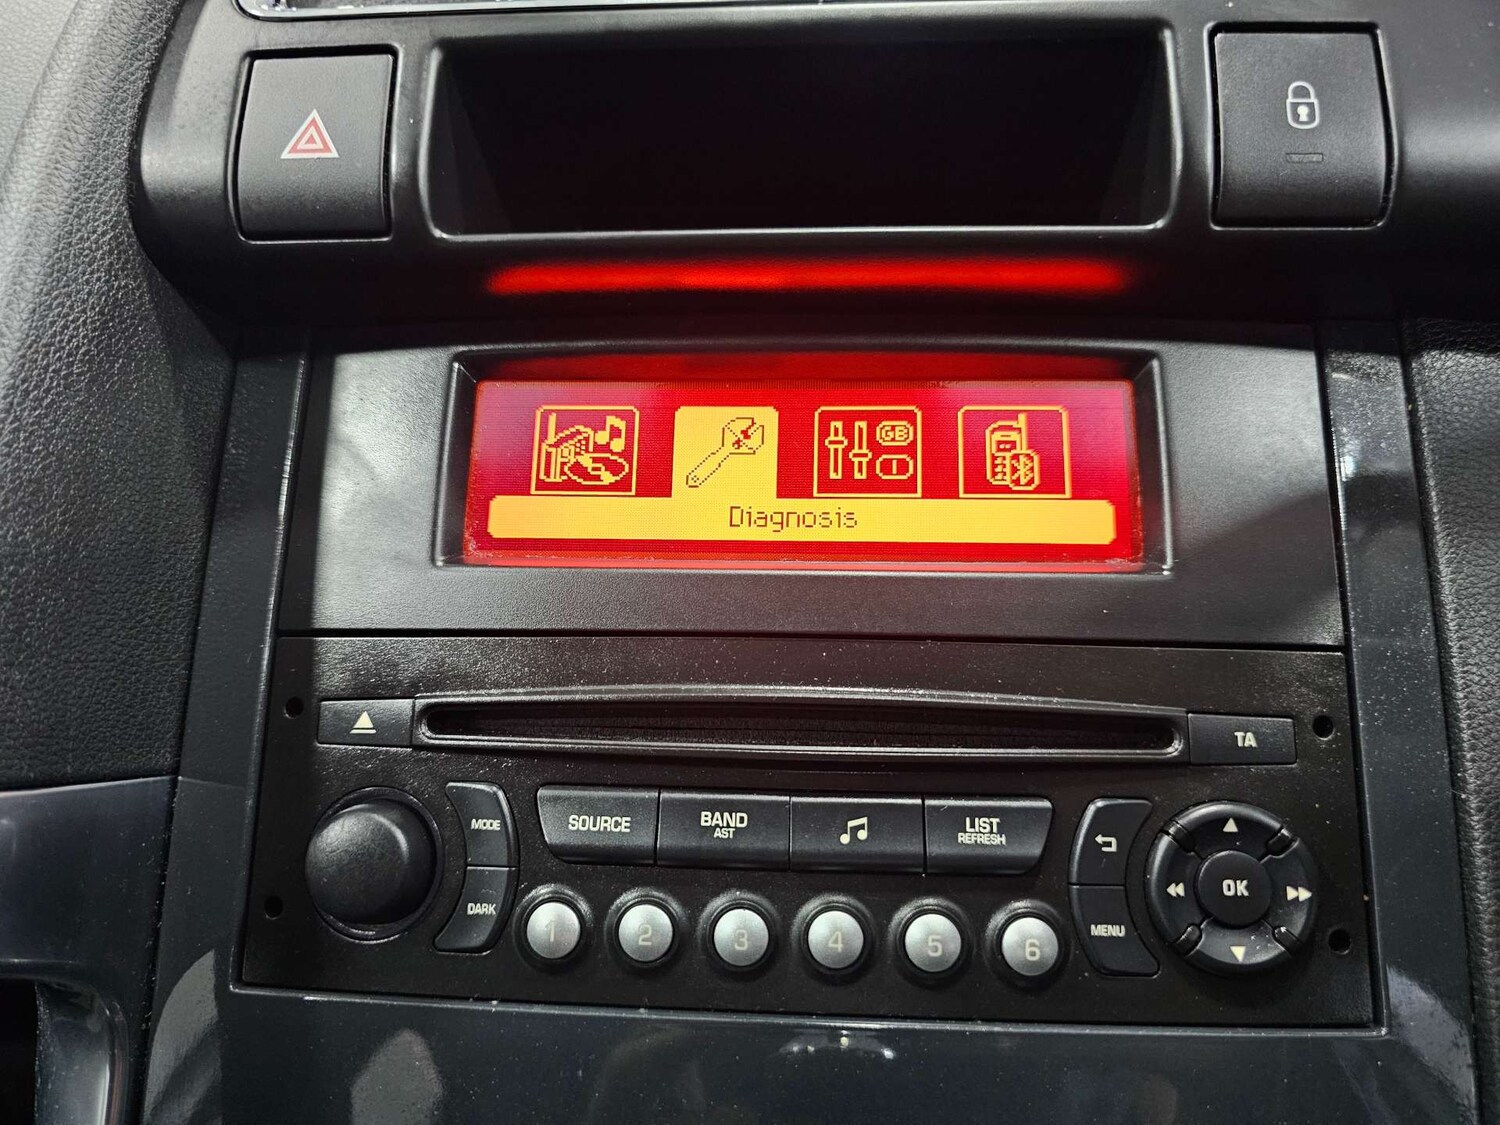 GB
Diagnosis
TA
MODE
SOURCE
BAND
AST
LIST
REFRESH
DARK
1
2
3
4
5
6
MENU
OK